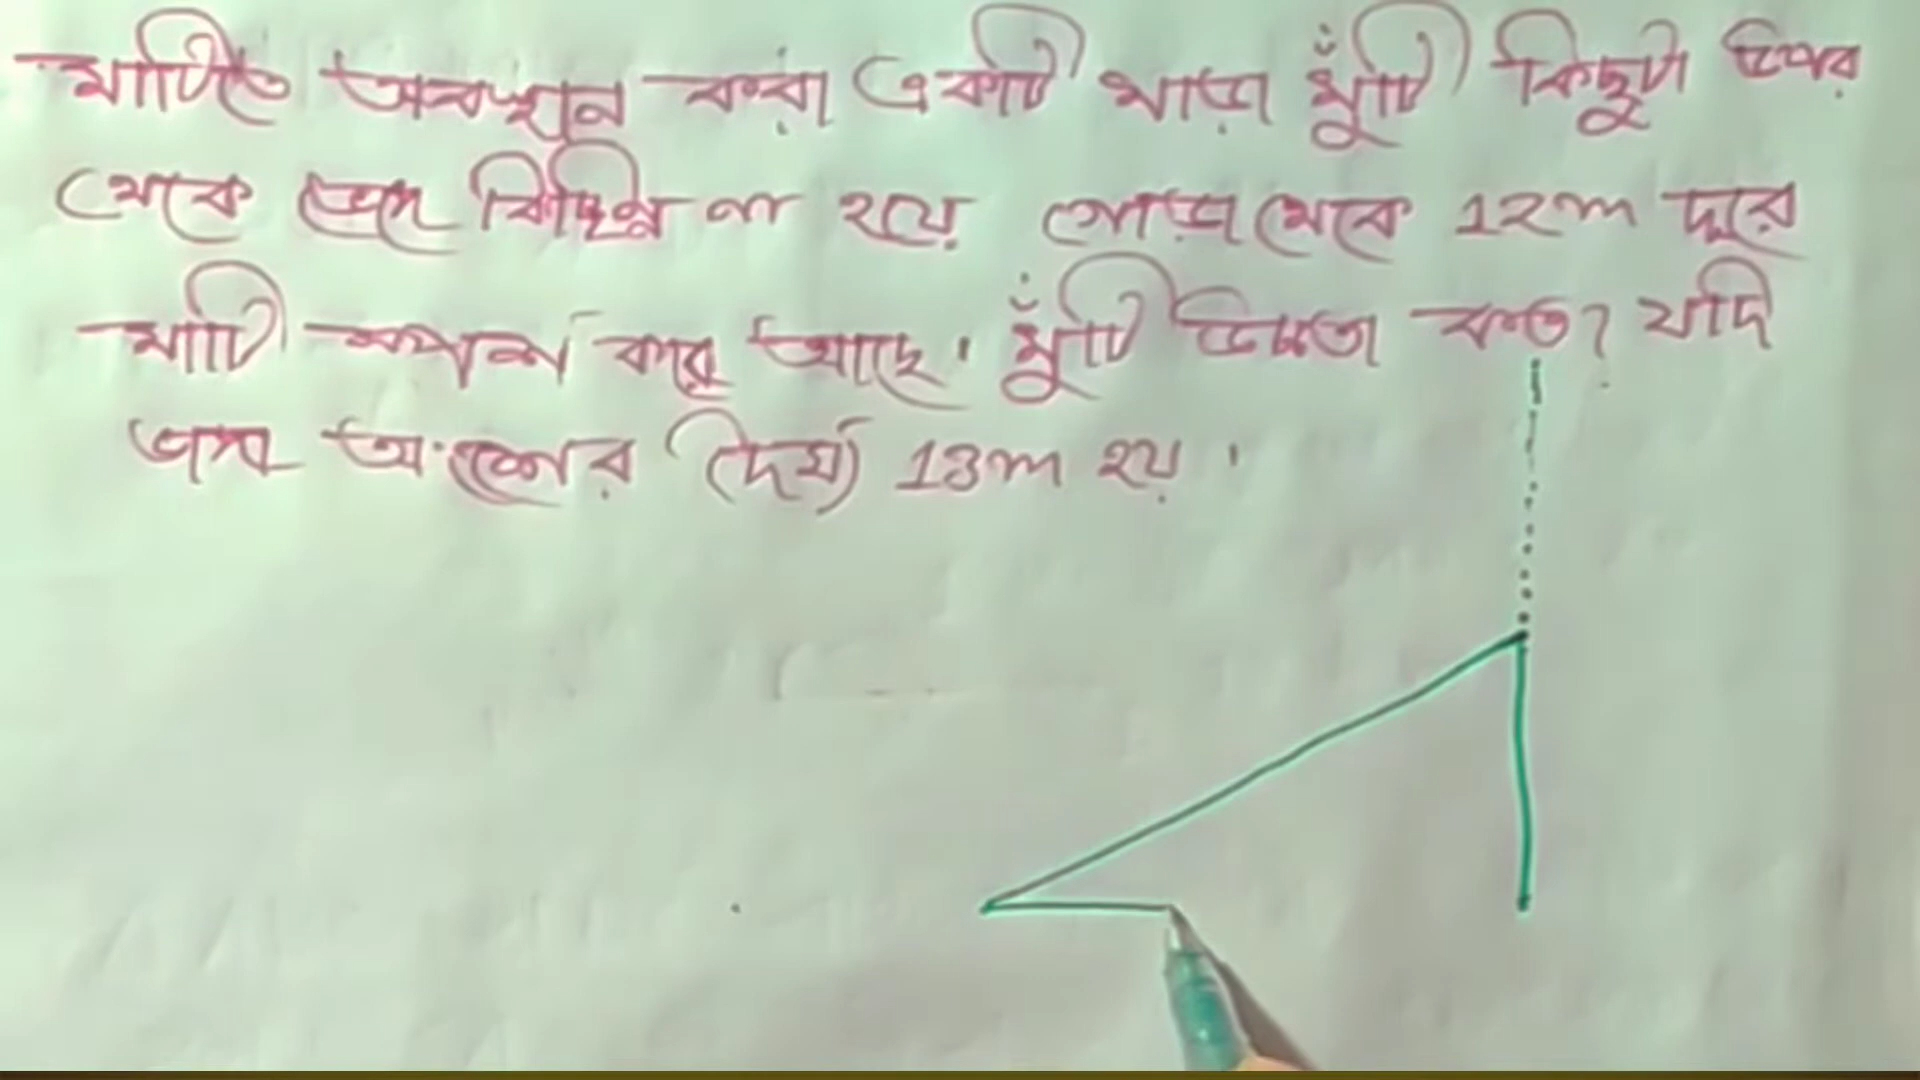 মাটিতে অবস্থান করা একটি খাড়া খুঁটি কিছুটা উপর
থেকে ভেঙ্গে বিচ্ছিন্ন না হয়ে গোড়া থেকে 12m দূরে
মাটি স্পর্শ করে আছে। খুঁটি উচ্চতা কত? যদি
ভাঙ্গা অংশের দৈর্ঘ্য 13m হয়।